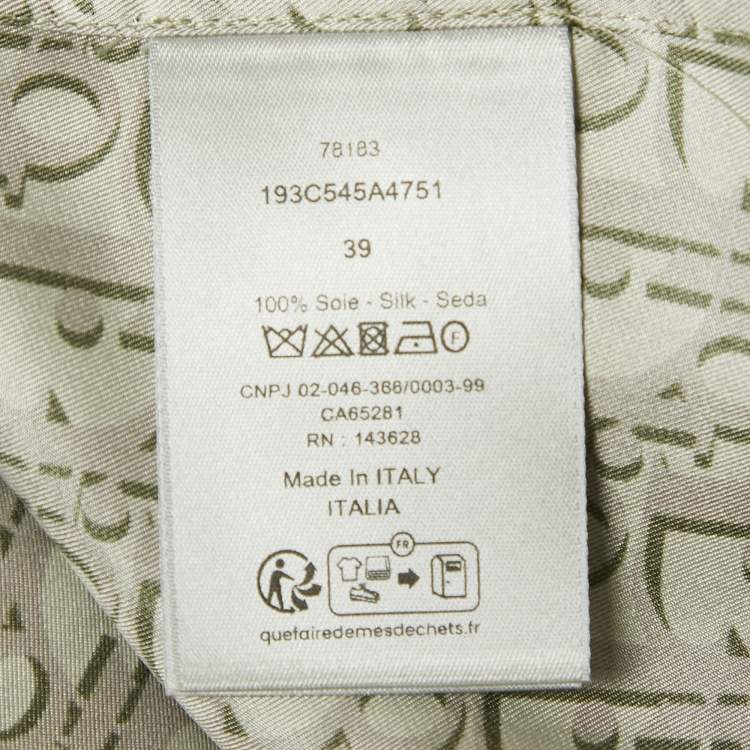 78183
193C545A4751
39
100% Soie - Silk - Seda
F
CNPJ 02-046-366/0003-99
CA65281
RN : 143628
Made In ITALY
ITALIA
FR
quefairedemesdechets.fr